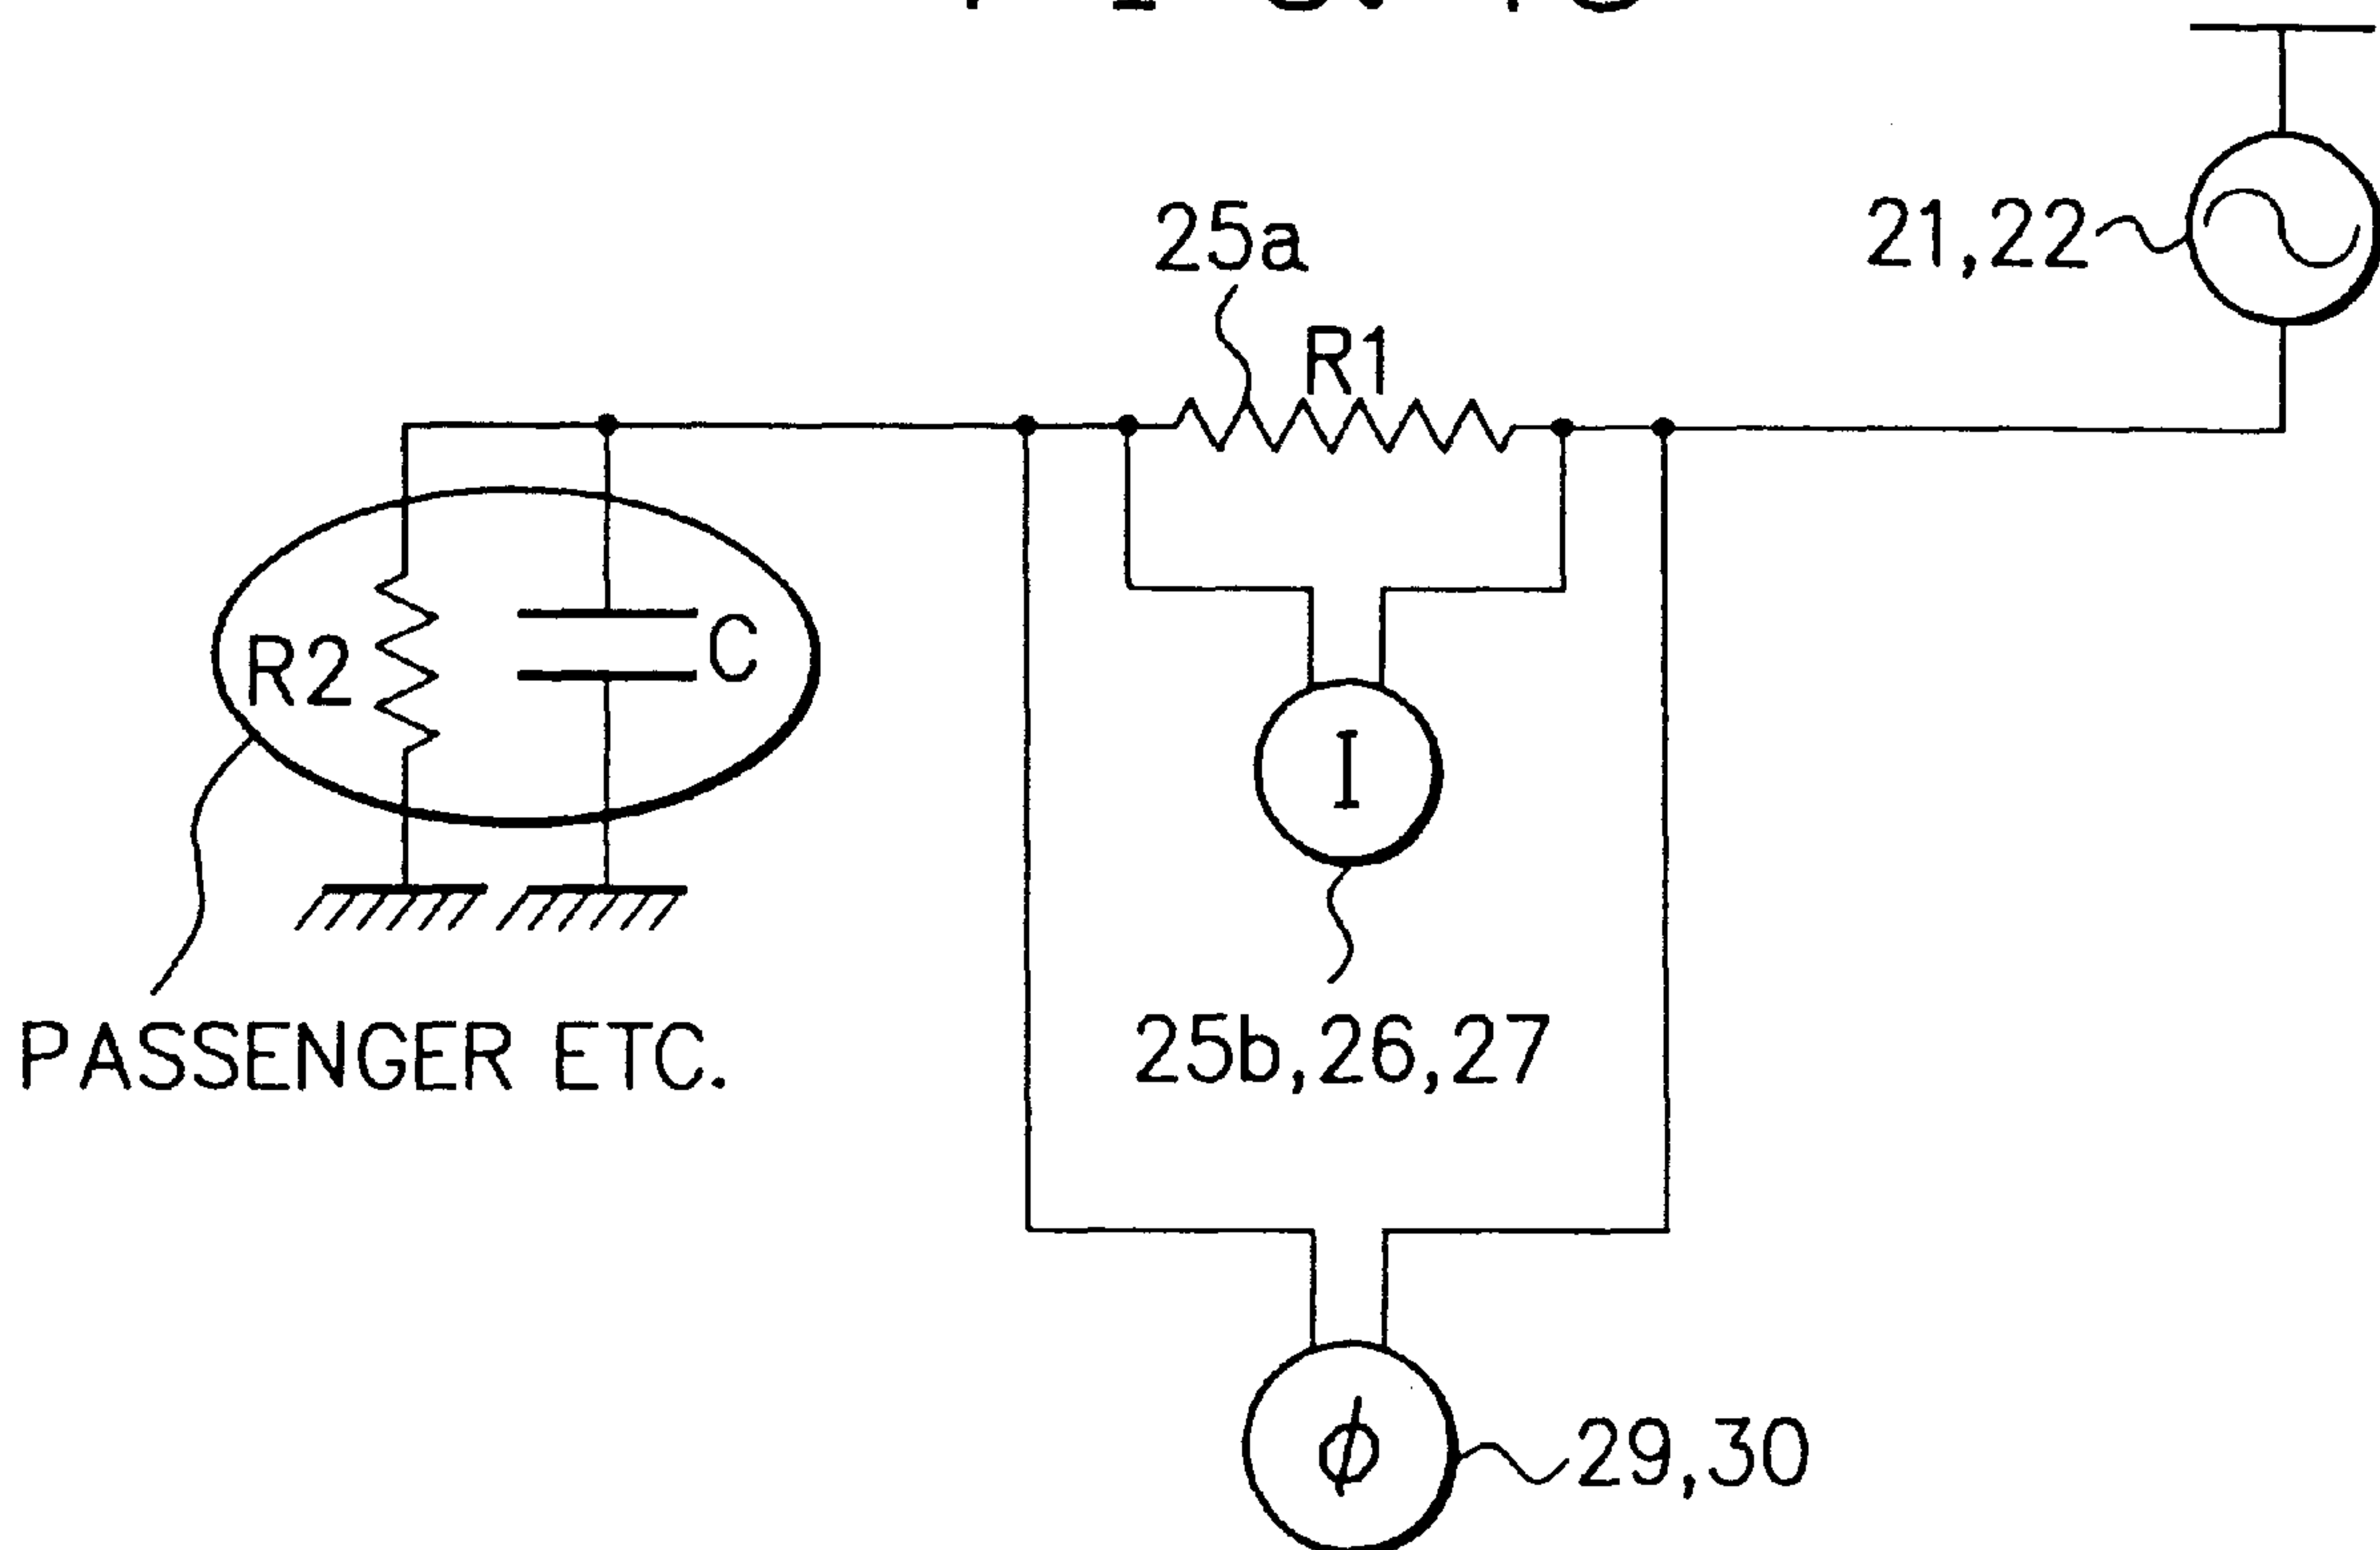 25a
21,22
R1
R2
C
I
PASSENGER ETC.
25b,26,27
ϕ
29,30